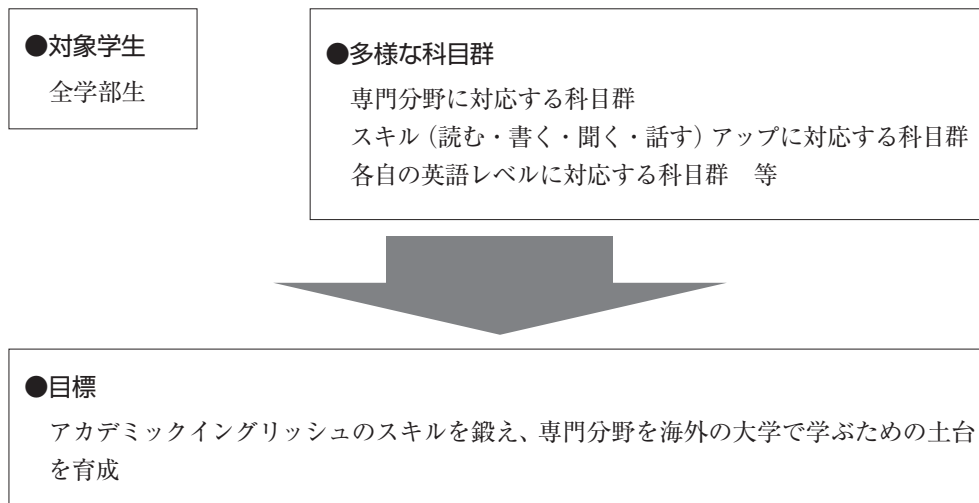 ●対象学生
全学部生
●多様な科目群
専門分野に対応する科目群
スキル（読む・書く・聞く・話す）アップに対応する科目群
各自の英語レベルに対応する科目群　等
●目標
アカデミックイングリッシュのスキルを鍛え、専門分野を海外の大学で学ぶための土台
を育成